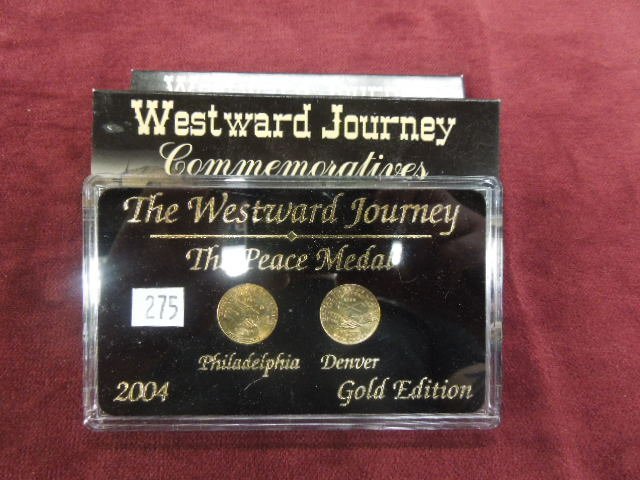 Westward Journey
Commemoratives
The Westward Journey
The Peace Medal
275
Philadelphia Denver
2004 Gold Edition